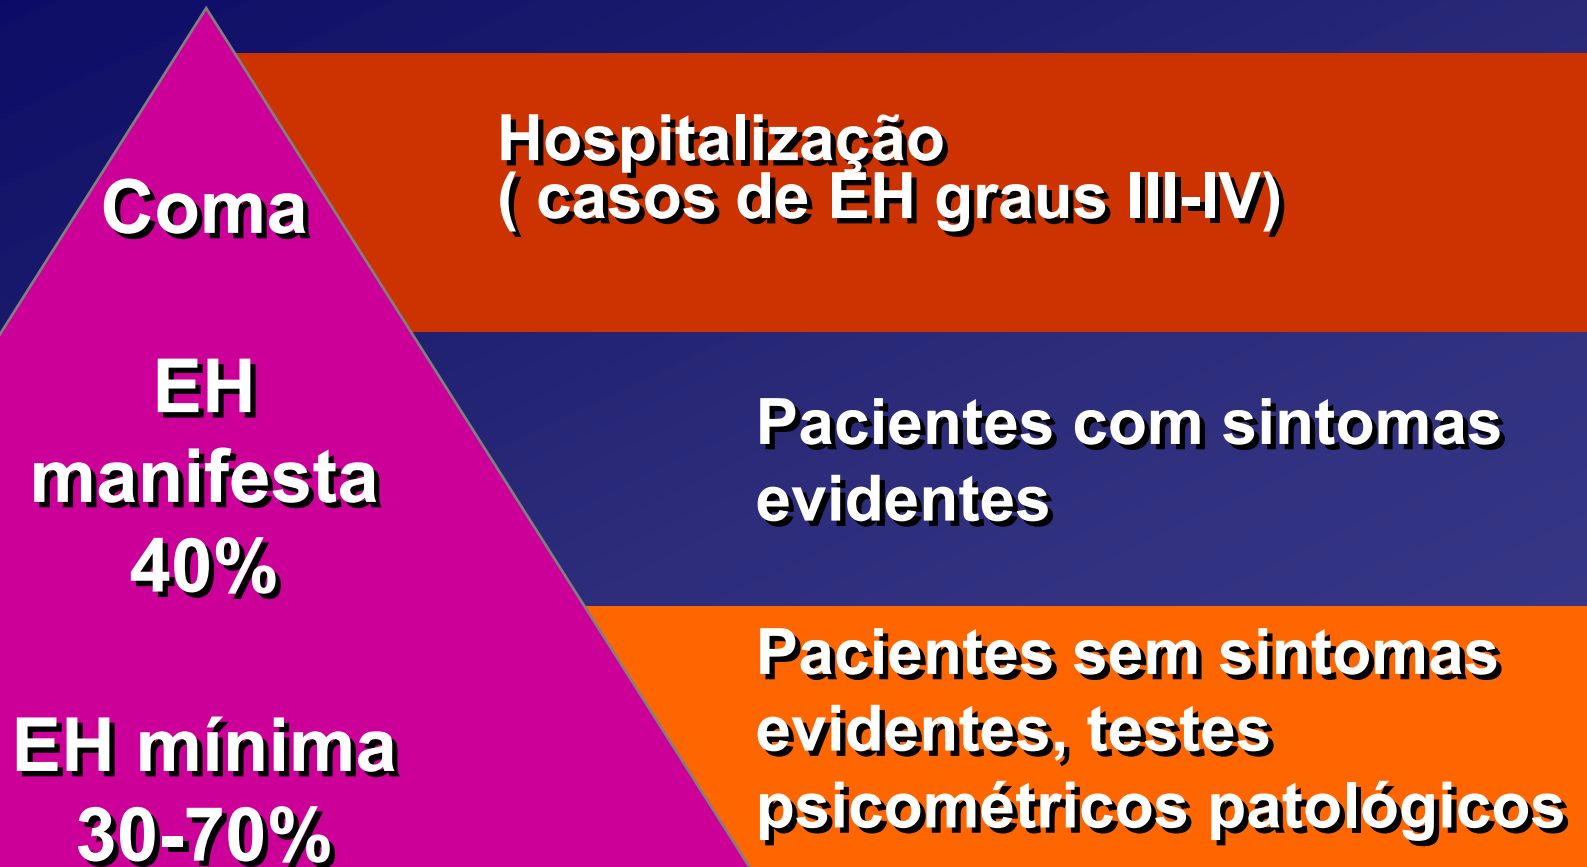 Coma
Hospitalização
( casos de EH graus III-IV)
EH
manifesta
40%
Pacientes com sintomas
evidentes
EH mínima
30-70%
Pacientes sem sintomas
evidentes, testes
psicométricos patológicos